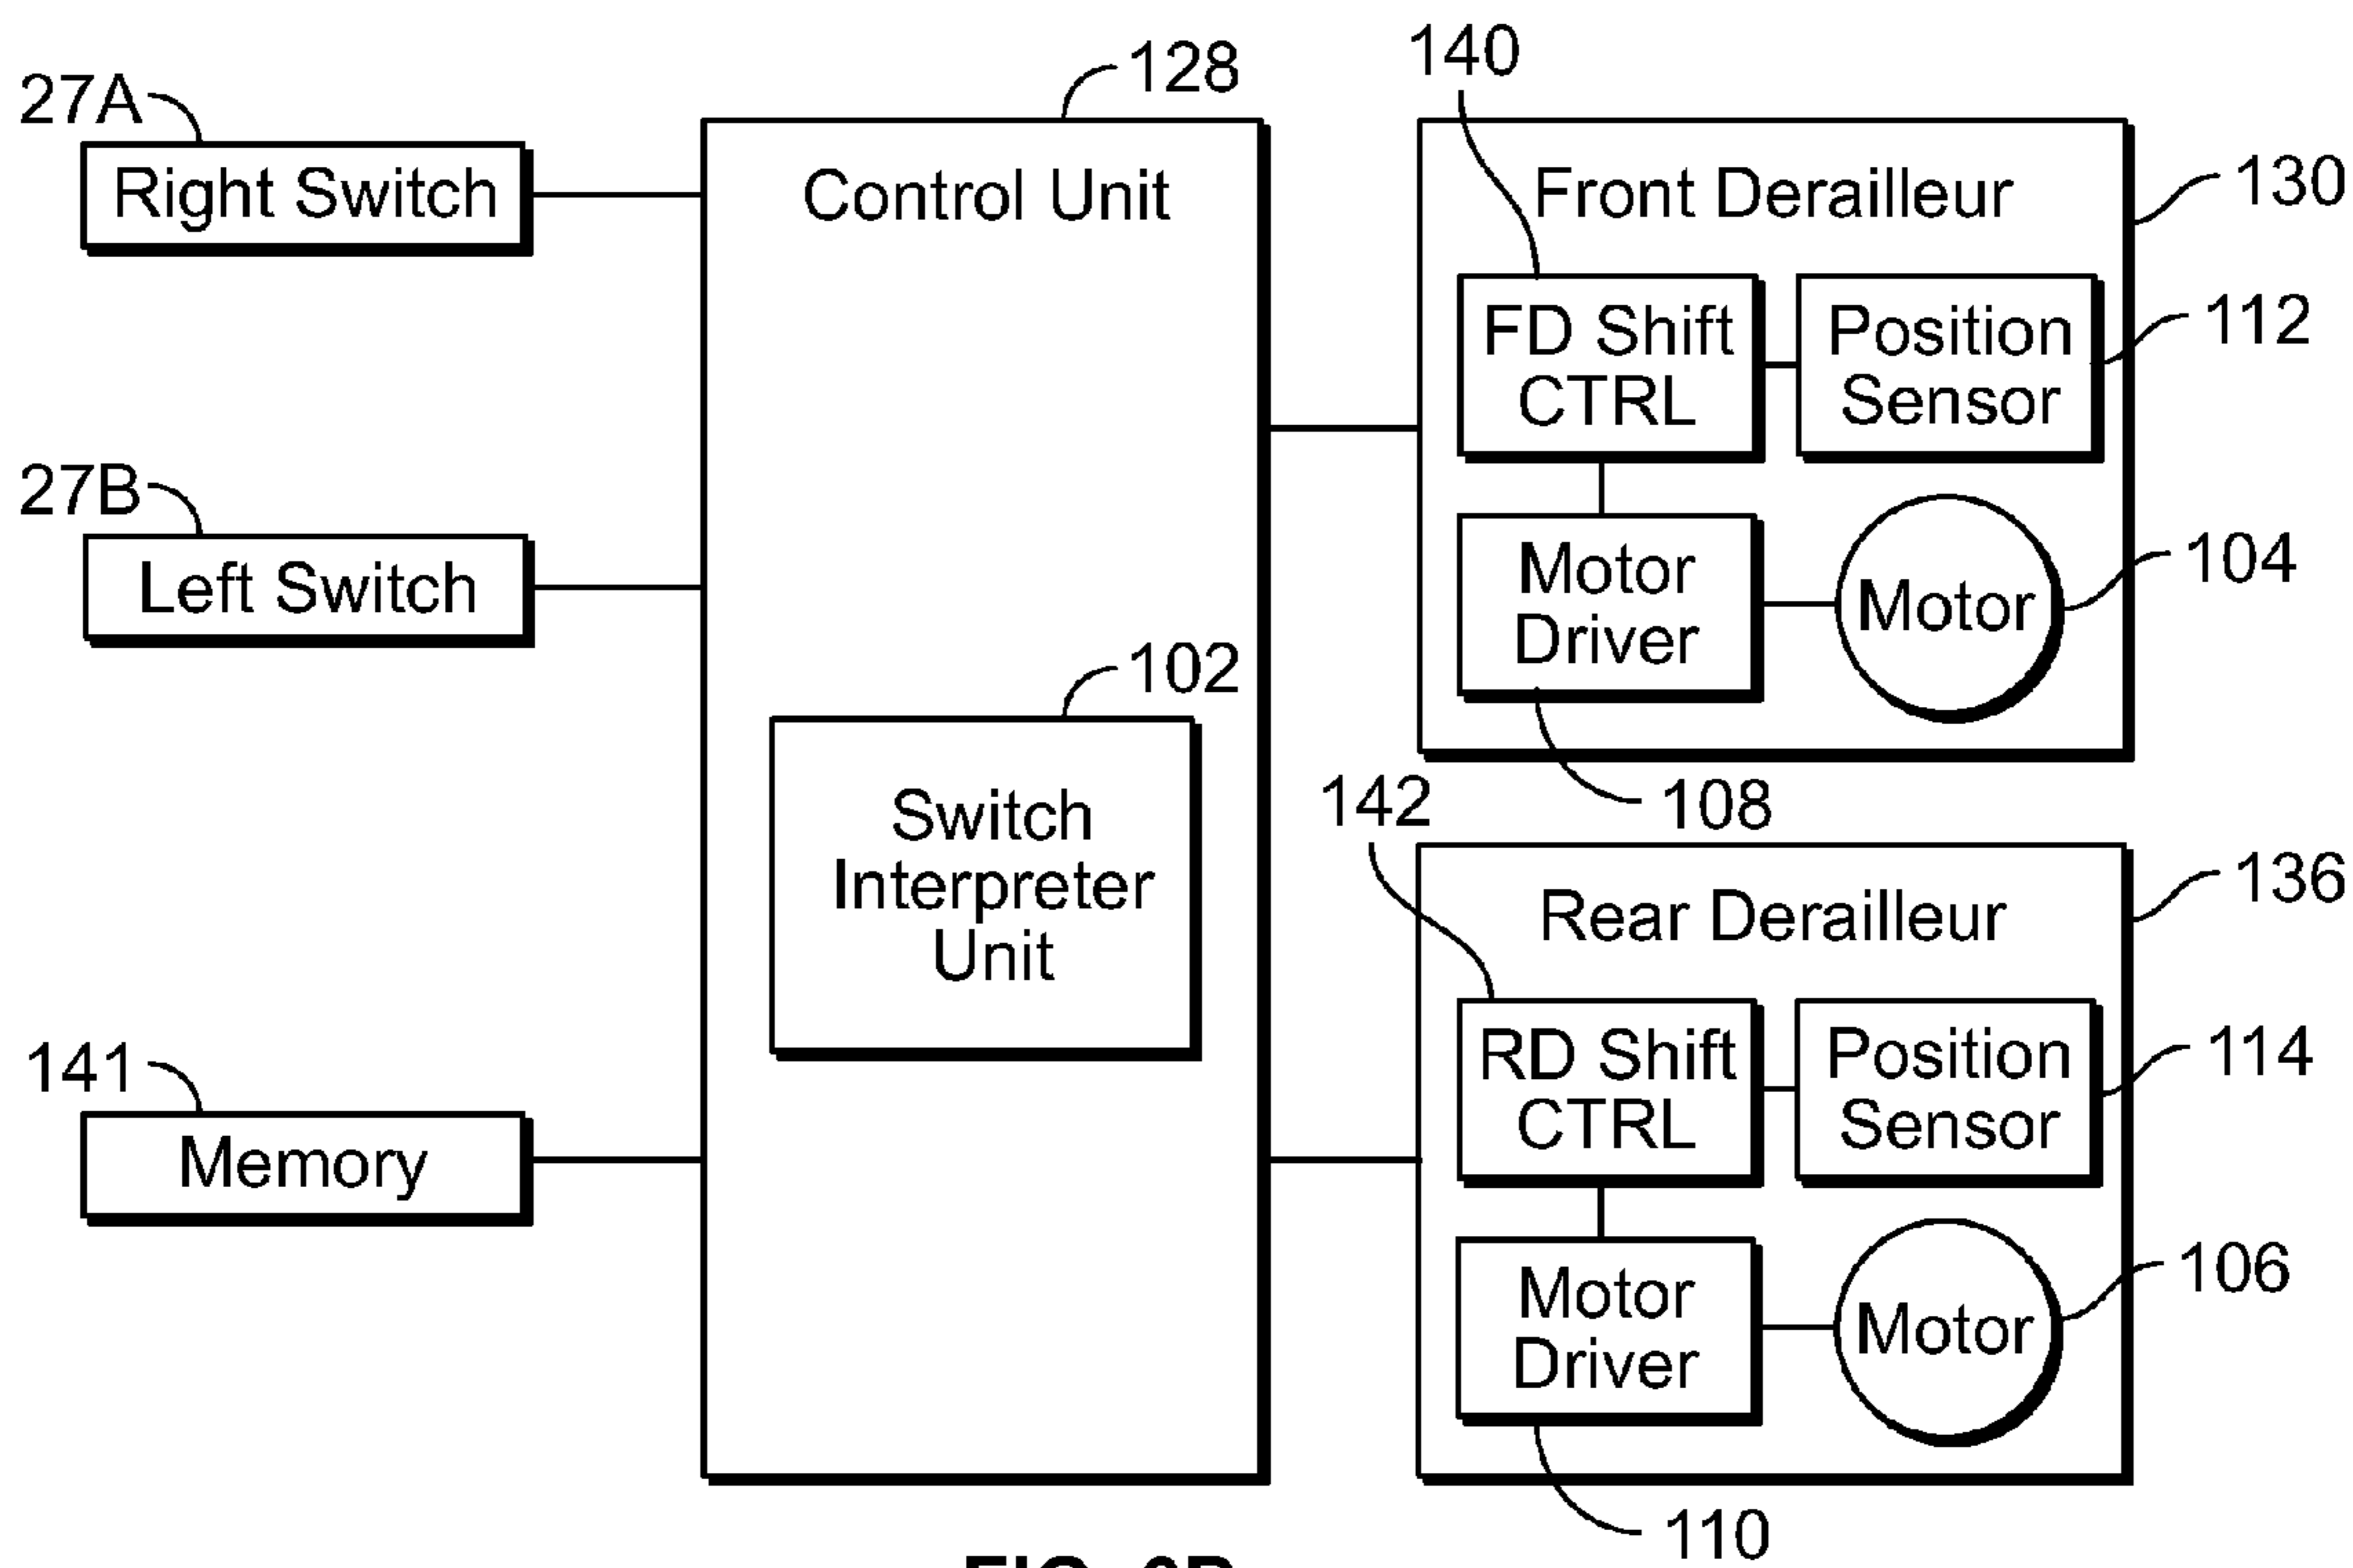 27A
Right Switch
27B
Left Switch
141
Memory
128
Control Unit
102
Switch
Interpreter
Unit
140
130
Front Derailleur
FD Shift
CTRL
Position
Sensor
112
Motor
Driver
Motor
104
108
142
136
Rear Derailleur
RD Shift
CTRL
Position
Sensor
114
Motor
Driver
Motor
106
110